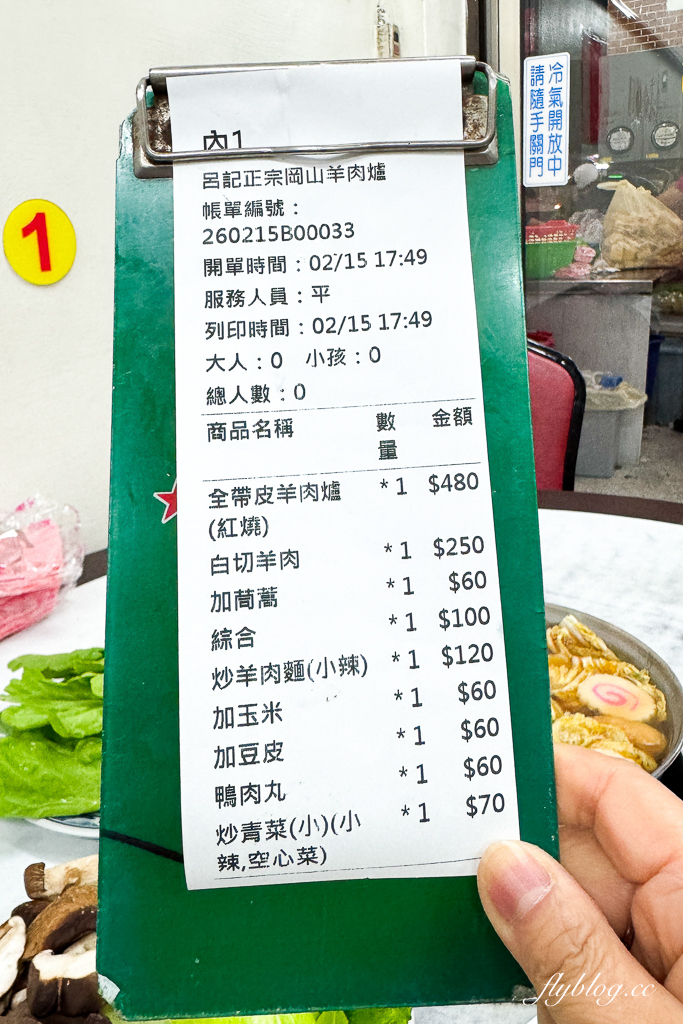 內1
呂記正宗岡山羊肉爐
帳單編號：
260215B00033
開單時間：02/15 17:49
服務人員：平
列印時間：02/15 17:49
大人：0 小孩：0
總人數：0
商品名稱 數量 金額
全帶皮羊肉爐(紅燒) *1 $480
白切羊肉 *1 $250
加茼蒿 *1 $60
綜合 *1 $100
炒羊肉麵(小辣) *1 $120
加玉米 *1 $60
加豆皮 *1 $60
鴨肉丸 *1 $60
炒青菜(小)(小辣,空心菜) *1 $70
1
冷氣開放中
請隨手關門
flyblog.cc